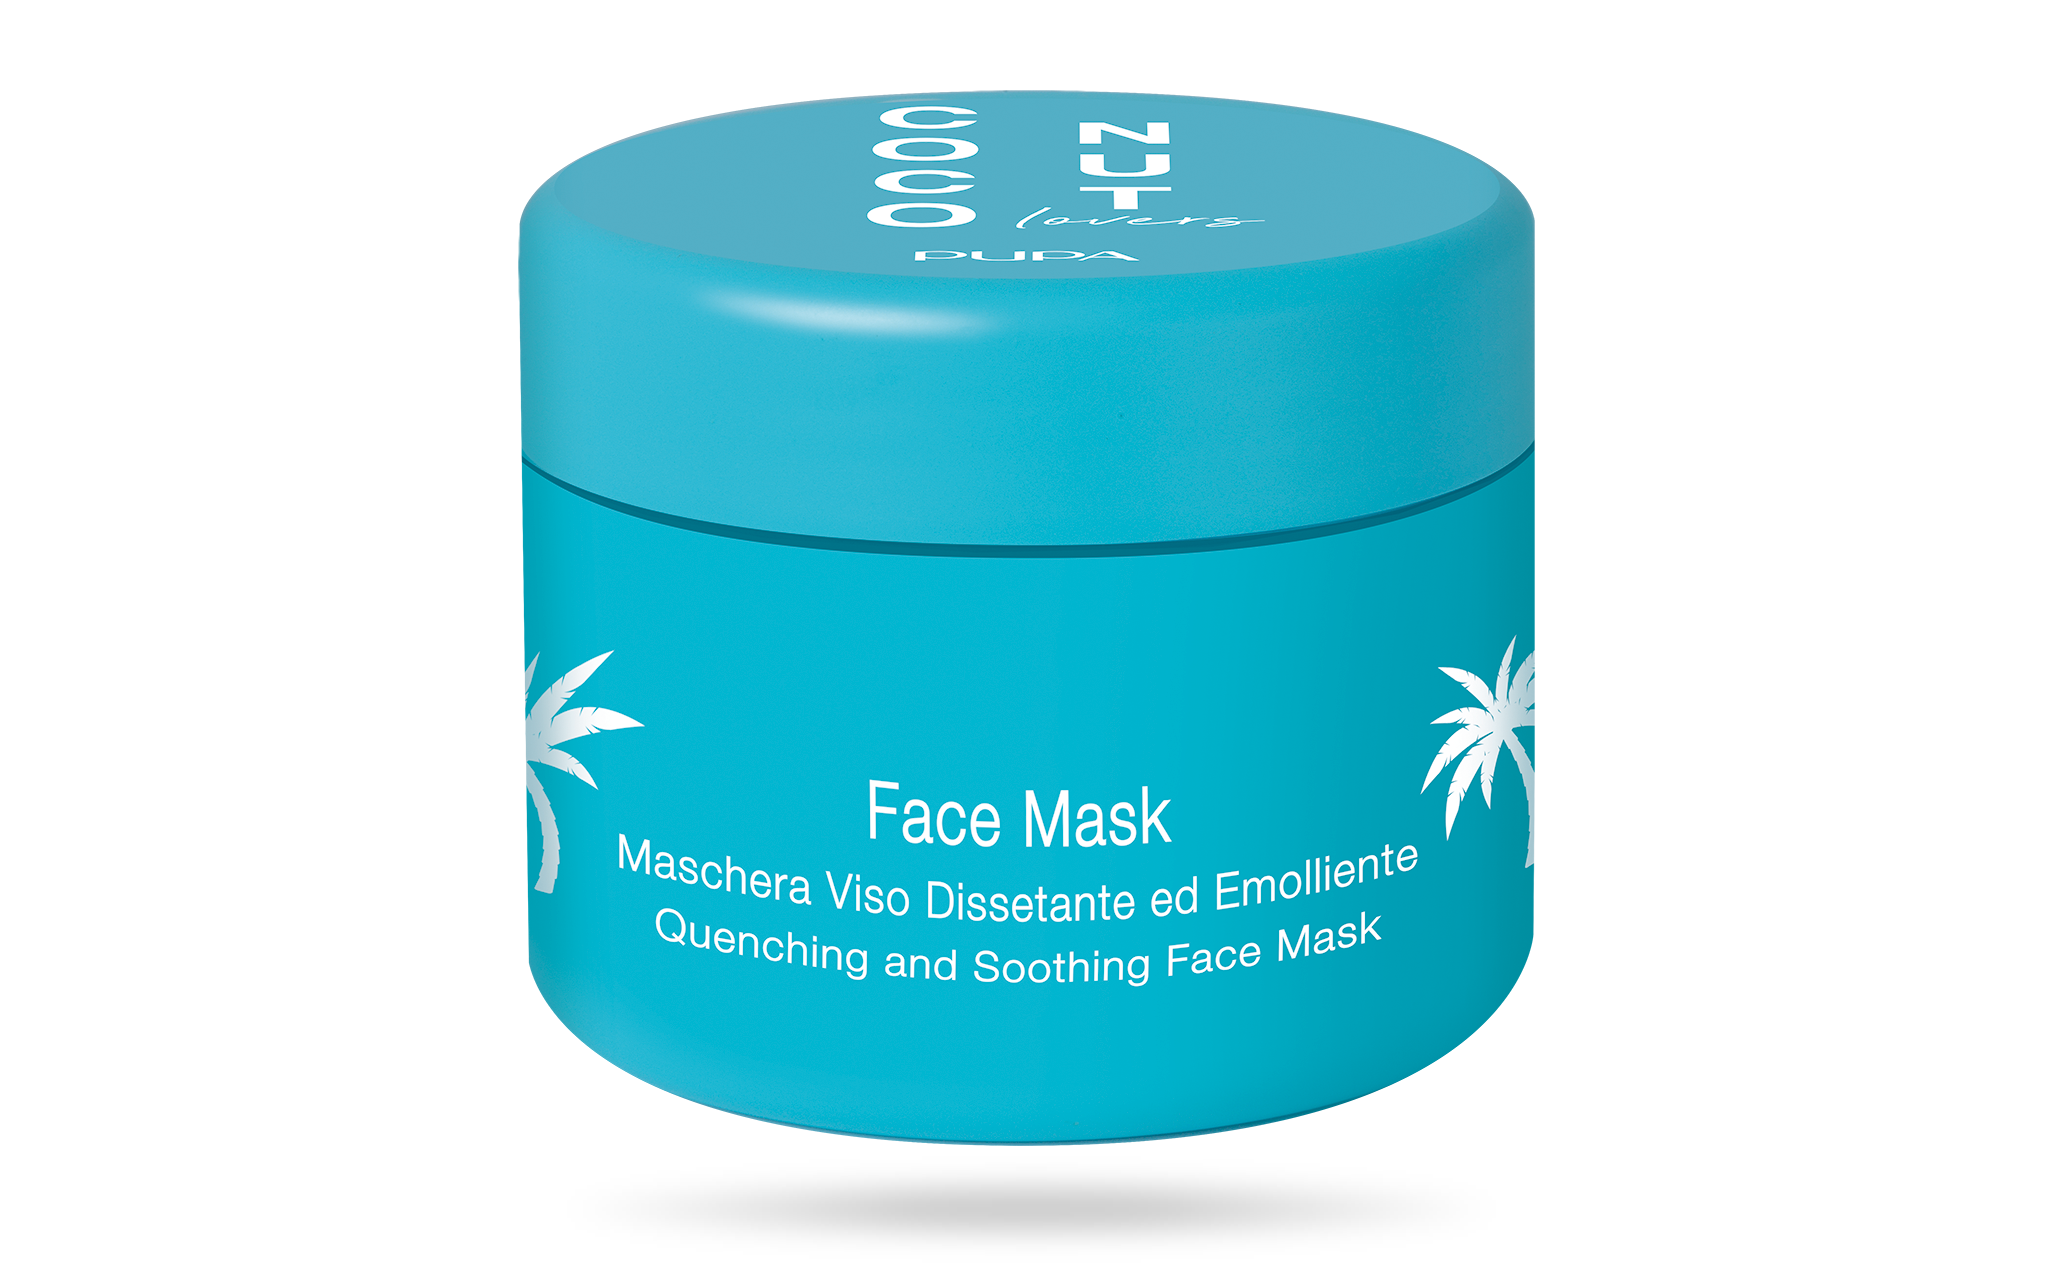 COCO
NUT
lovers
PUPA
Face Mask
Maschera Viso Dissetante ed Emolliente
Quenching and Soothing Face Mask